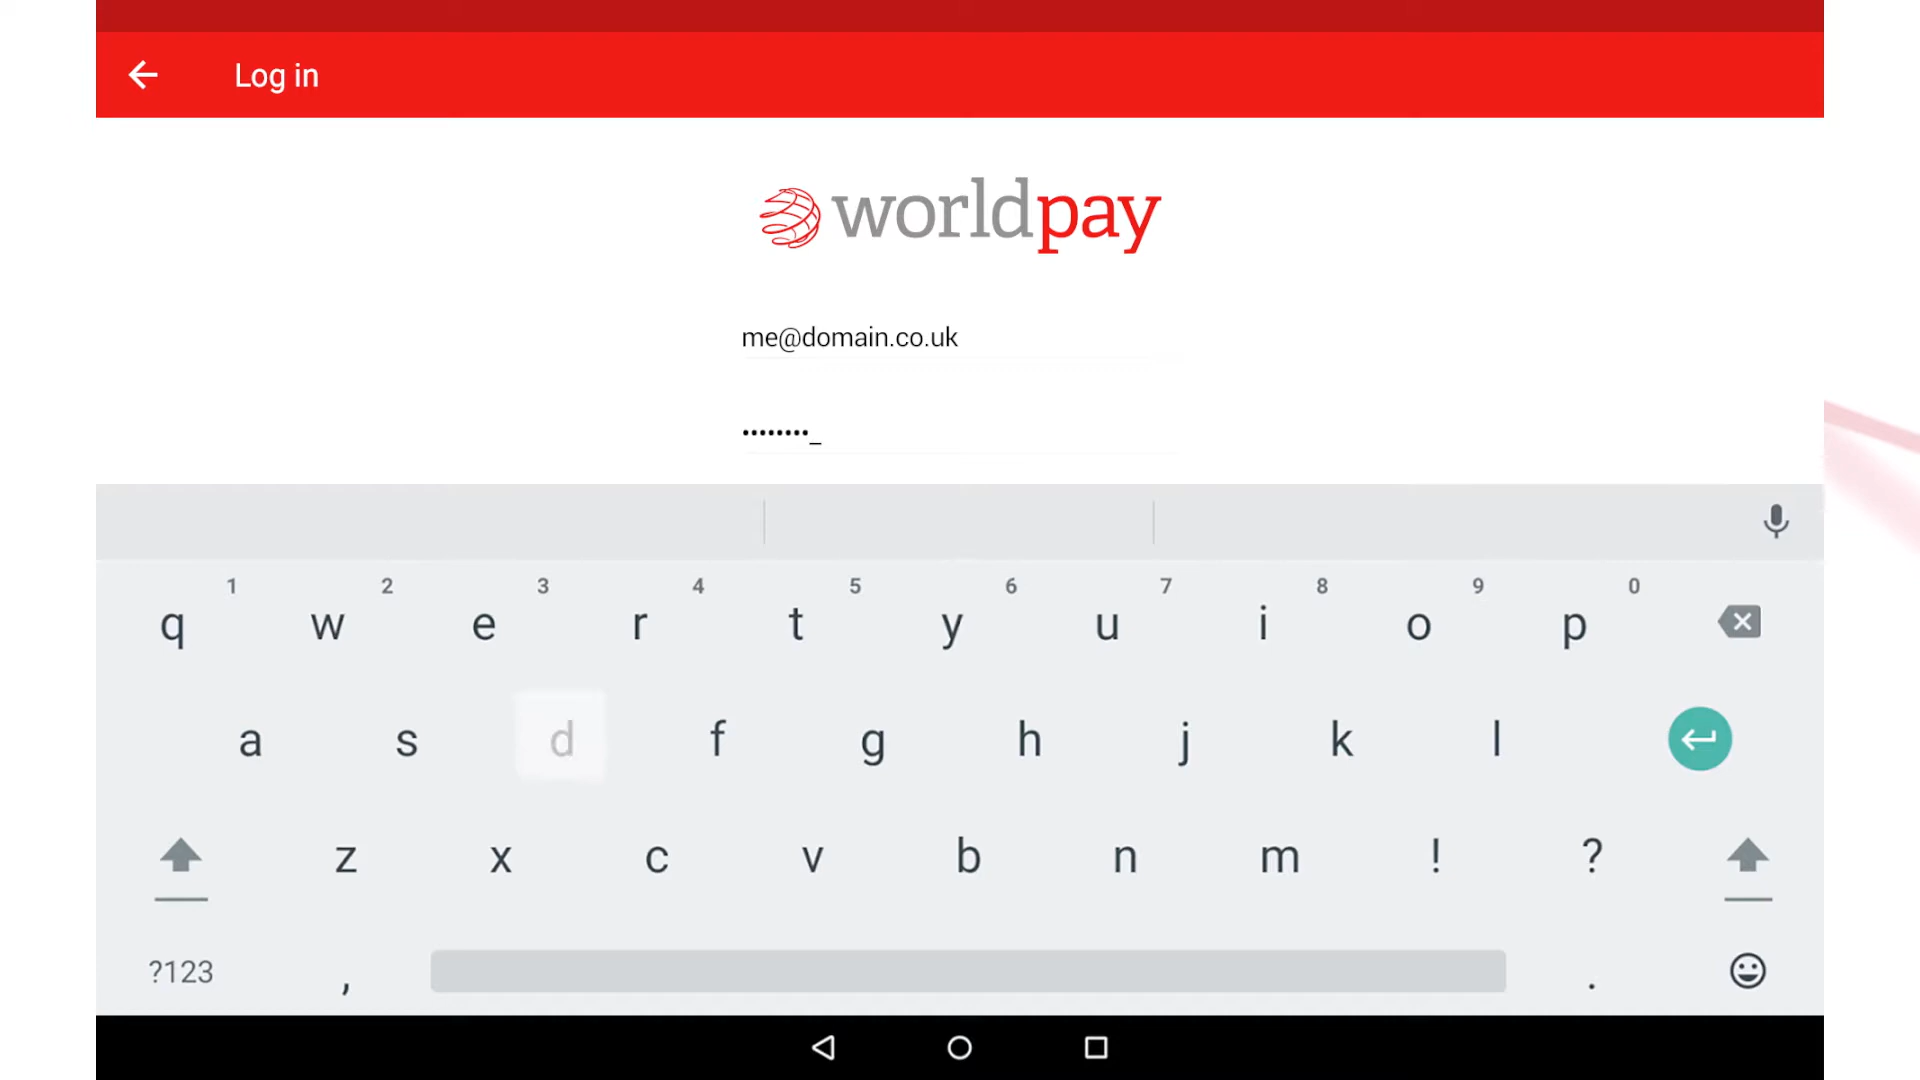 Log in
worldpay
me@domain.co.uk
••••••••_
1 2 3 4 5 6 7 8 9 0
q w e r t y u i o p
a s d f g h j k l
z x c v b n m ! ?
?123 , .